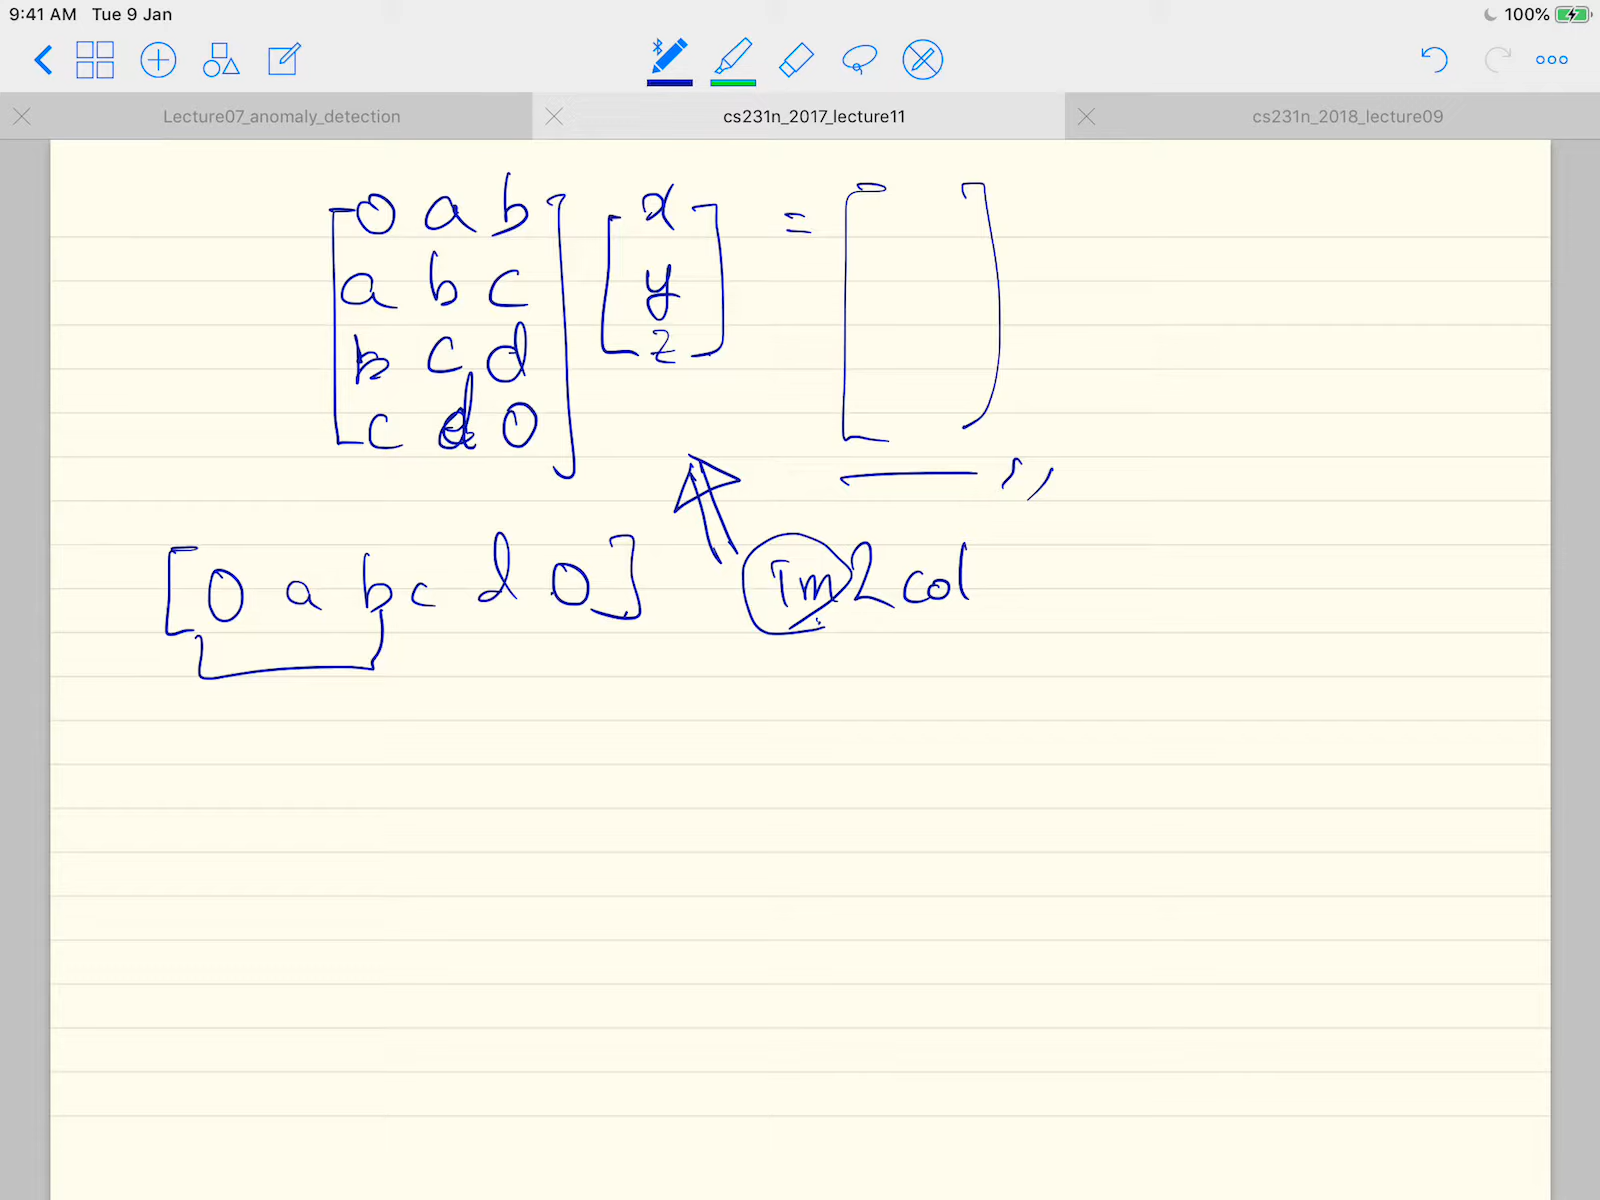 9:41 AM Tue 9 Jan 100%
Lecture07_anomaly_detection cs231n_2017_lecture11 cs231n_2018_lecture09
0 a b x =
a b c y
b c d z
c d 0
[0 a b c d 0] Im2col